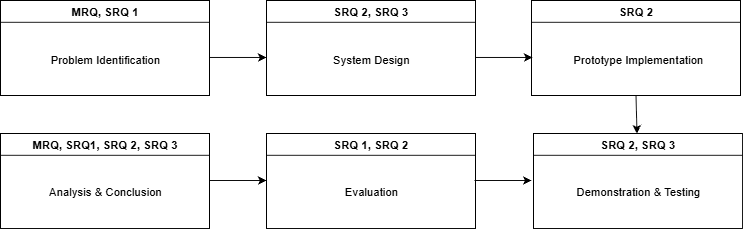 MRQ, SRQ 1
Problem Identification
SRQ 2, SRQ 3
System Design
SRQ 2
Prototype Implementation
MRQ, SRQ1, SRQ 2, SRQ 3
Analysis & Conclusion
SRQ 1, SRQ 2
Evaluation
SRQ 2, SRQ 3
Demonstration & Testing